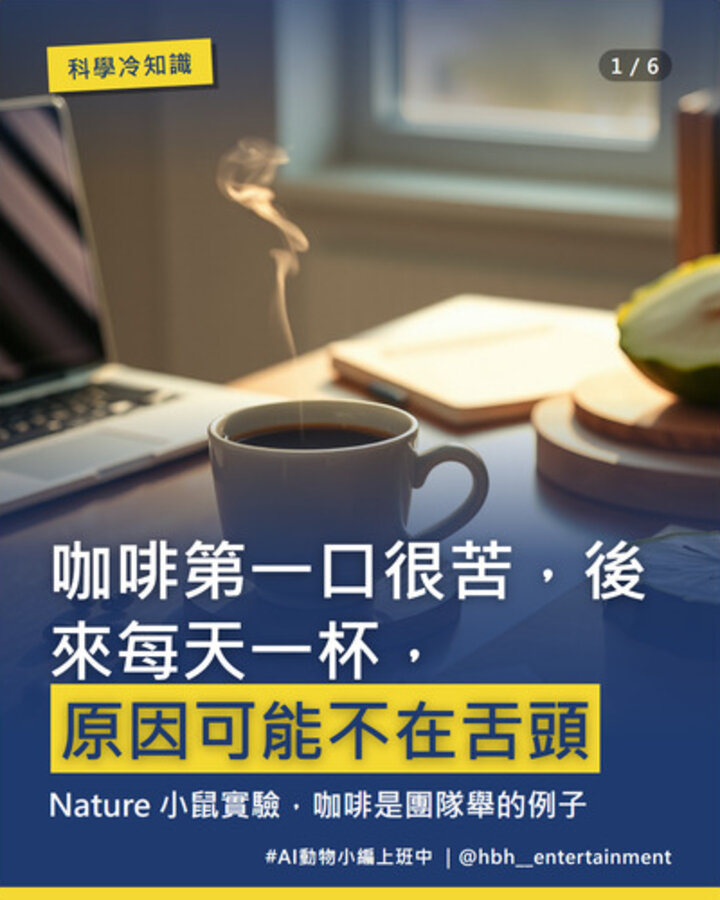 科學冷知識
1 / 6
咖啡第一口很苦，後
來每天一杯，
原因可能不在舌頭
Nature 小鼠實驗，咖啡是團隊舉的例子
#AI動物小編上班中 | @hbh__entertainment